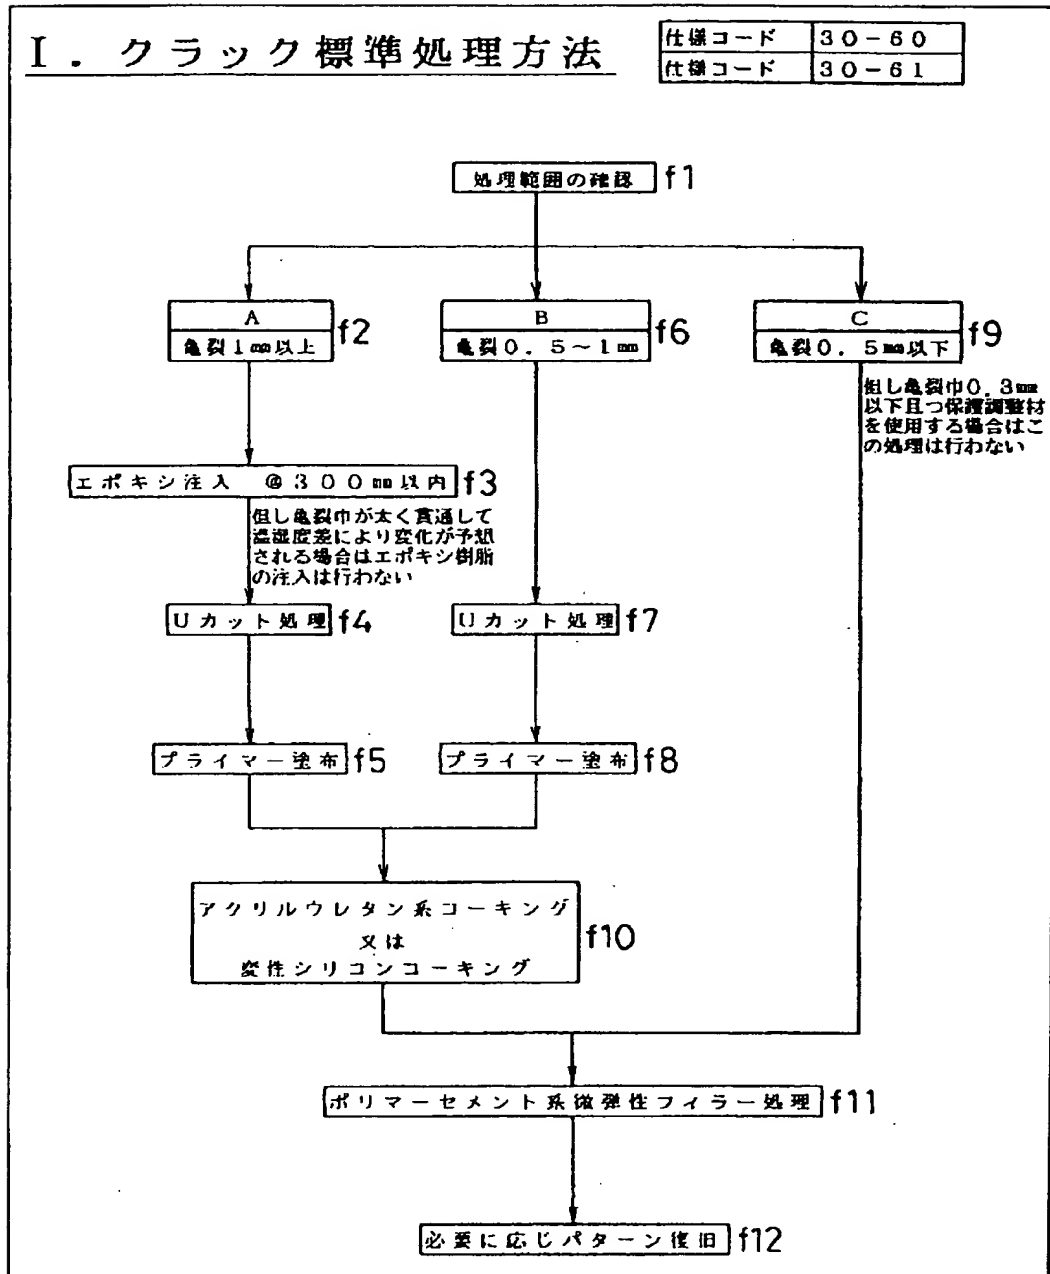 I．クラック標準処理方法
仕様コード 30－60
仕様コード 30－61
処理範囲の確認 f1
A
亀裂1mm以上 f2
B
亀裂0．5～1mm f6
C
亀裂0．5mm以下 f9
但し亀裂巾0.3mm
以下且つ保護調整材
を使用する場合はこ
の処理は行わない
エポキシ注入 @300mm以内 f3
但し亀裂巾が太く貫通して
温湿度差により変化が予想
される場合はエポキシ樹脂
の注入は行わない
Uカット処理 f4
Uカット処理 f7
プライマー塗布 f5
プライマー塗布 f8
アクリルウレタン系コーキング
又は
変性シリコンコーキング
f10
ポリマーセメント系微弾性フィラー処理 f11
必要に応じパターン復旧 f12